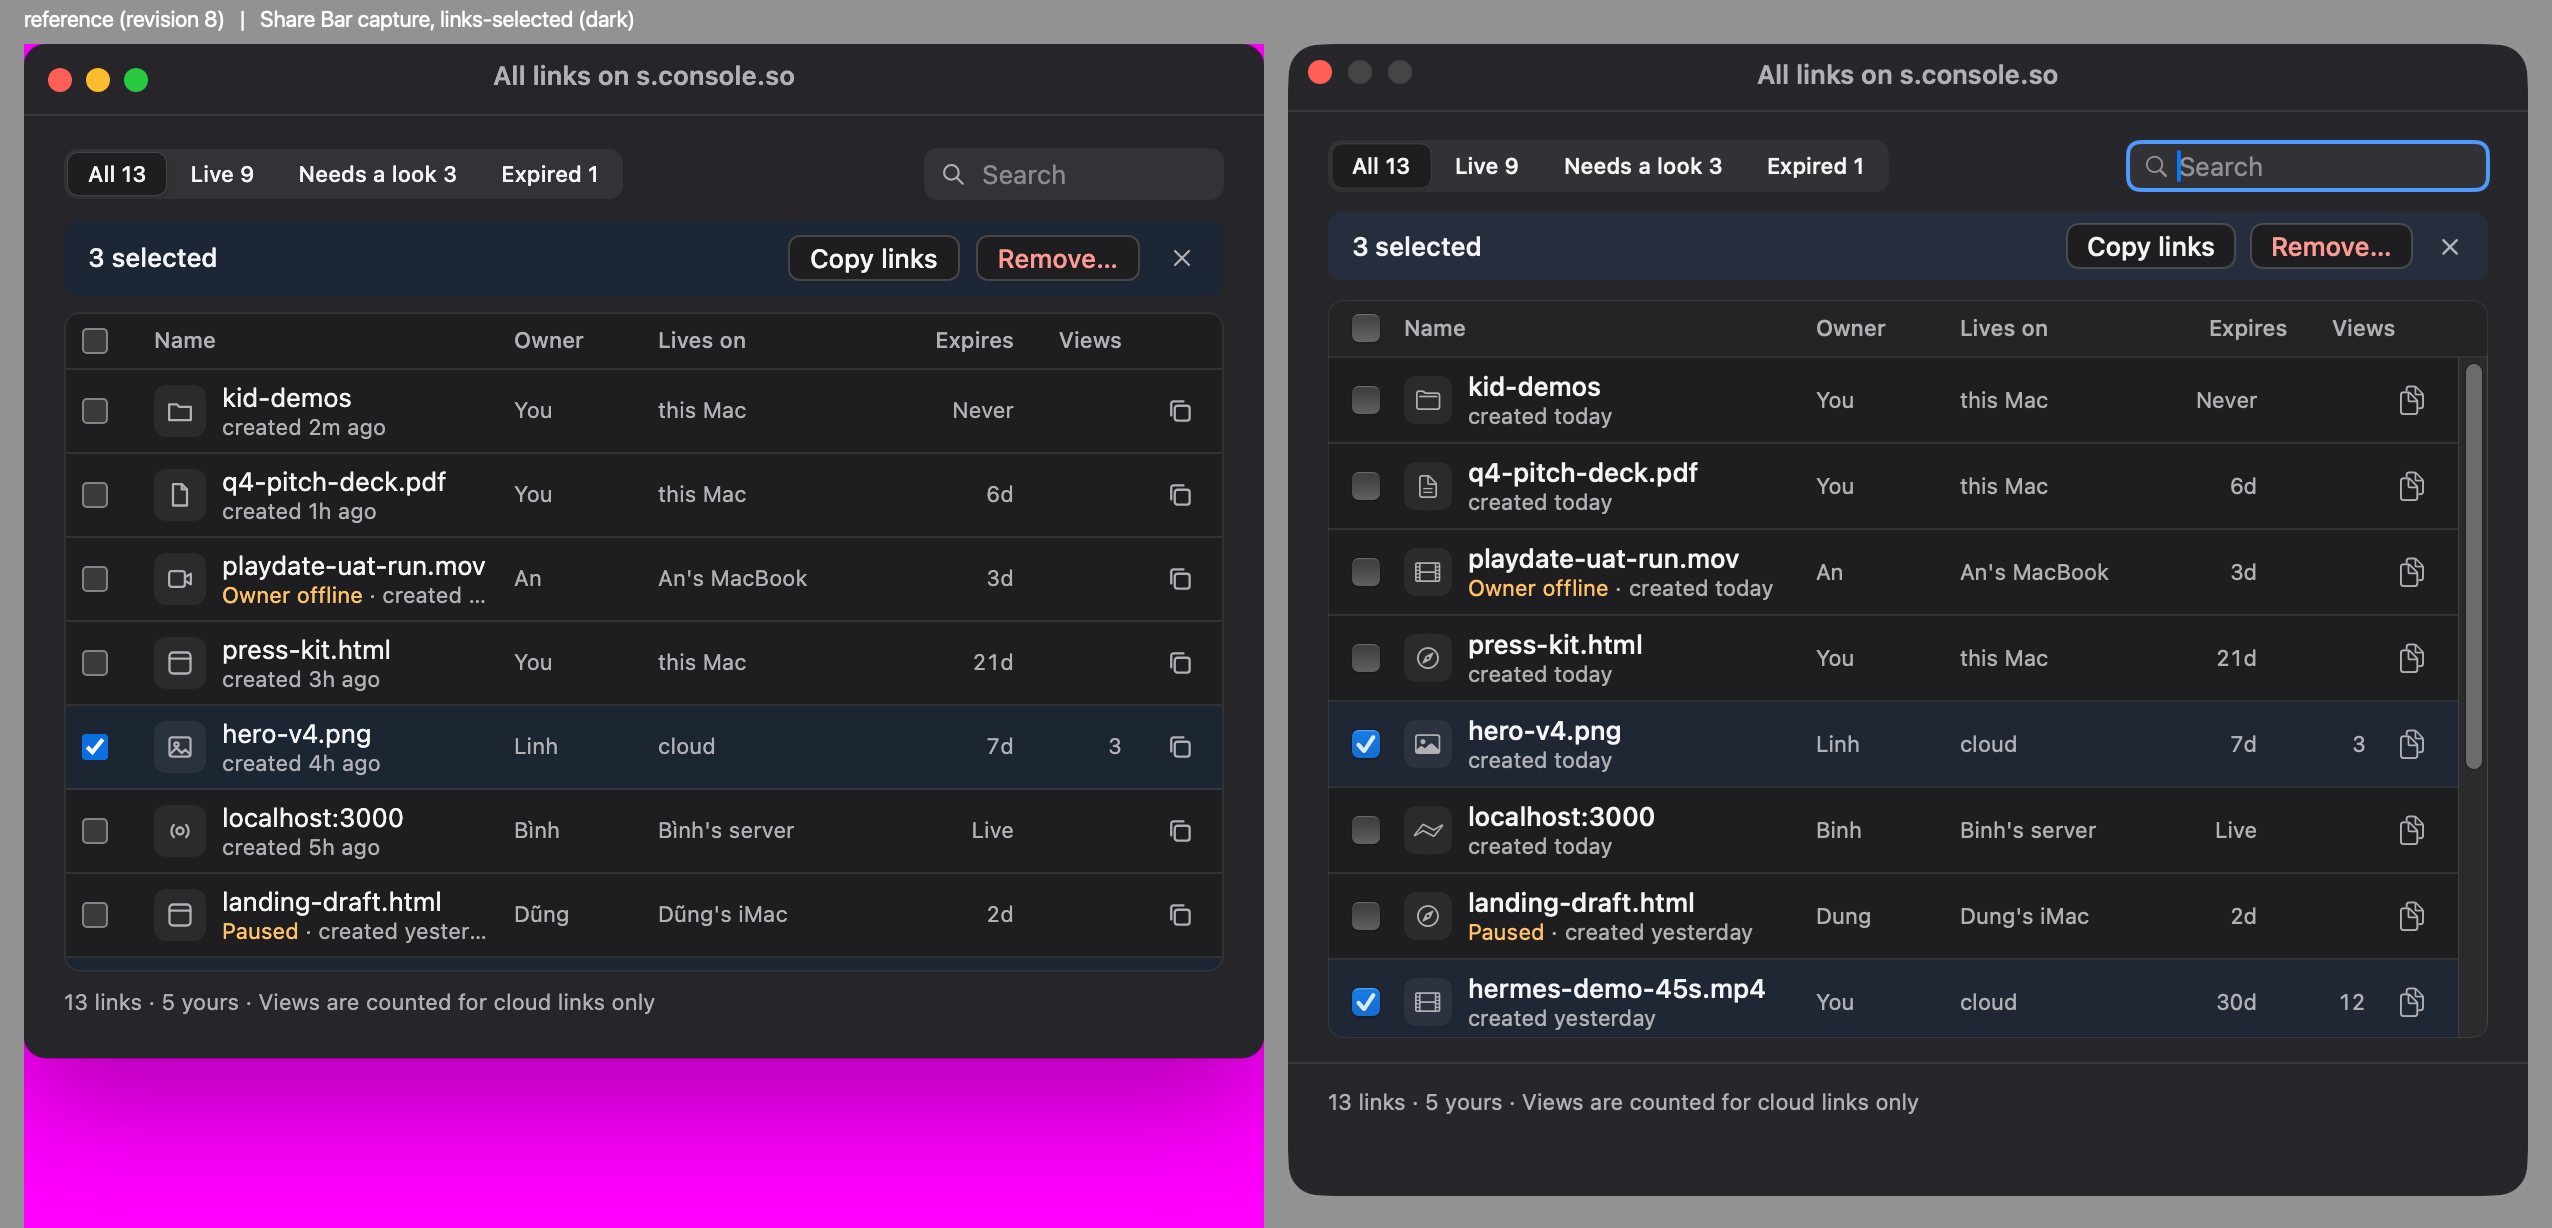 reference (revision 8) | Share Bar capture, links-selected (dark)
All links on s.console.so
All 13 Live 9 Needs a look 3 Expired 1 Search
3 selected Copy links Remove...
Name Owner Lives on Expires Views
kid-demos
created 2m ago
You this Mac Never
q4-pitch-deck.pdf
created 1h ago
You this Mac 6d
playdate-uat-run.mov
Owner offline · created ...
An An's MacBook 3d
press-kit.html
created 3h ago
You this Mac 21d
hero-v4.png
created 4h ago
Linh cloud 7d 3
localhost:3000
created 5h ago
Bình Bình's server Live
landing-draft.html
Paused · created yester...
Dũng Dũng's iMac 2d
13 links · 5 yours · Views are counted for cloud links only
All links on s.console.so
All 13 Live 9 Needs a look 3 Expired 1 Search
3 selected Copy links Remove...
Name Owner Lives on Expires Views
kid-demos
created today
You this Mac Never
q4-pitch-deck.pdf
created today
You this Mac 6d
playdate-uat-run.mov
Owner offline · created today
An An's MacBook 3d
press-kit.html
created today
You this Mac 21d
hero-v4.png
created today
Linh cloud 7d 3
localhost:3000
created today
Binh Binh's server Live
landing-draft.html
Paused · created yesterday
Dung Dung's iMac 2d
hermes-demo-45s.mp4
created yesterday
You cloud 30d 12
13 links · 5 yours · Views are counted for cloud links only